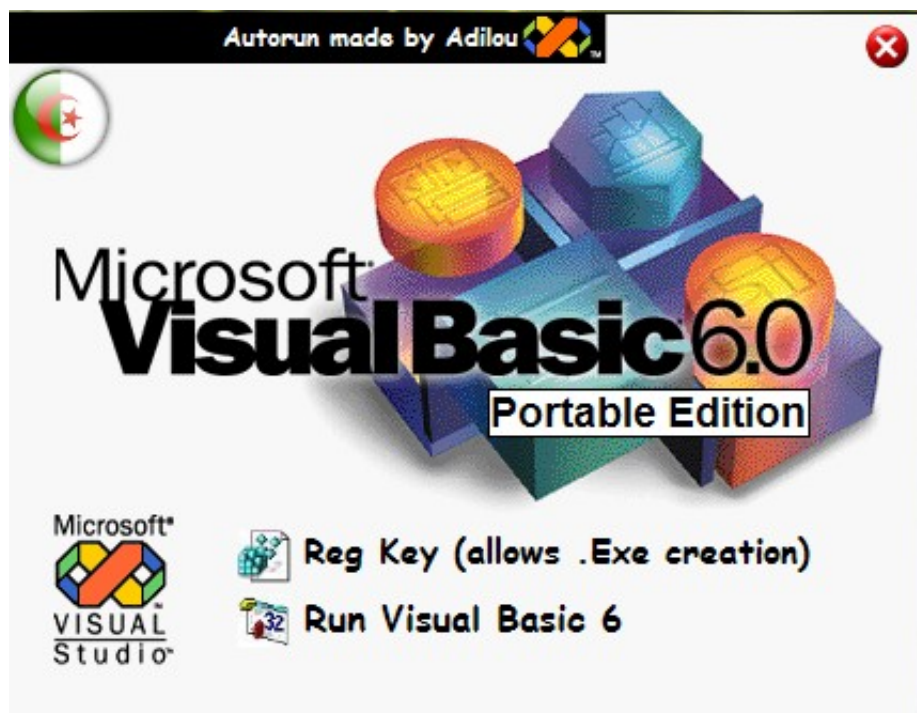 Autorun made by Adilou
Microsoft
Visual Basic 6.0
Portable Edition
Microsoft
VISUAL
Studio
Reg Key (allows .Exe creation)
Run Visual Basic 6